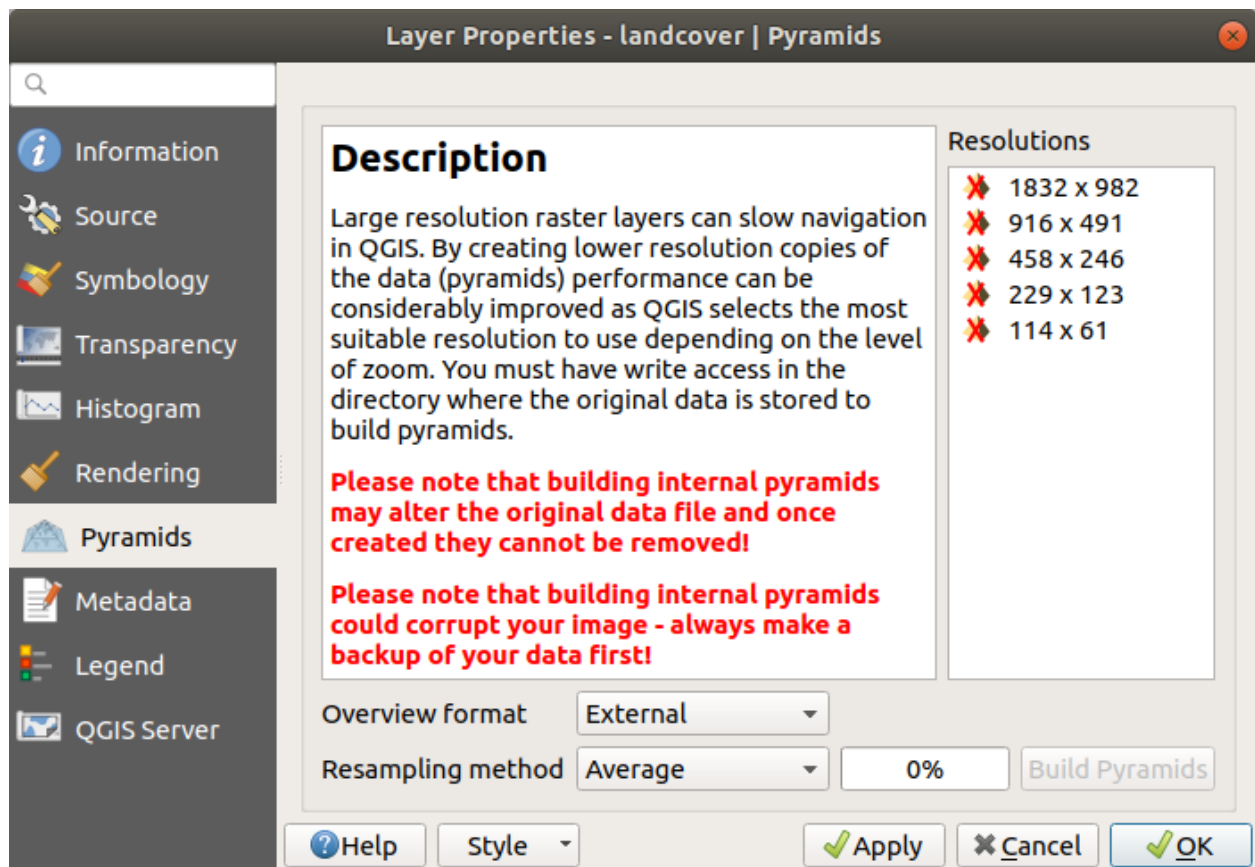 Layer Properties - landcover | Pyramids
Information
Source
Symbology
Transparency
Histogram
Rendering
Pyramids
Metadata
Legend
QGIS Server
Description
Large resolution raster layers can slow navigation
in QGIS. By creating lower resolution copies of
the data (pyramids) performance can be
considerably improved as QGIS selects the most
suitable resolution to use depending on the level
of zoom. You must have write access in the
directory where the original data is stored to
build pyramids.
Please note that building internal pyramids
may alter the original data file and once
created they cannot be removed!
Please note that building internal pyramids
could corrupt your image - always make a
backup of your data first!
Resolutions
1832 x 982
916 x 491
458 x 246
229 x 123
114 x 61
Overview format External
Resampling method Average 0% Build Pyramids
Help Style Apply Cancel OK